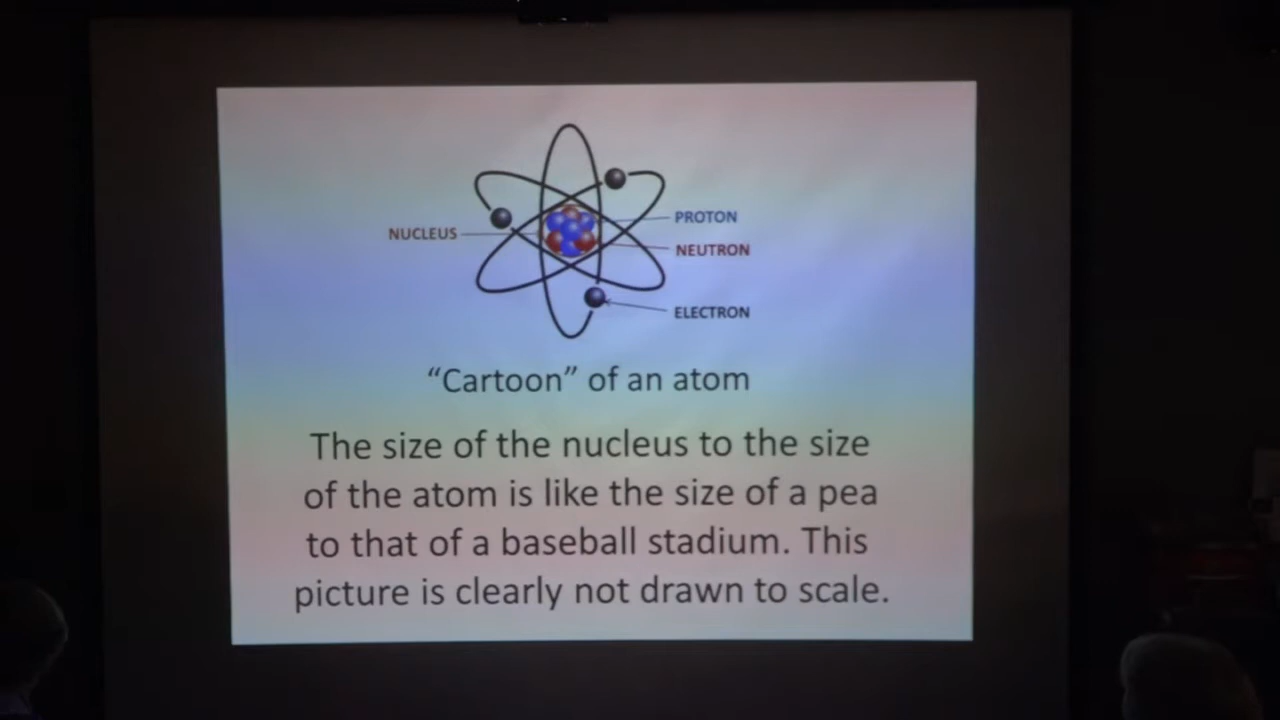 NUCLEUS
PROTON
NEUTRON
ELECTRON
“Cartoon” of an atom
The size of the nucleus to the size
of the atom is like the size of a pea
to that of a baseball stadium. This
picture is clearly not drawn to scale.